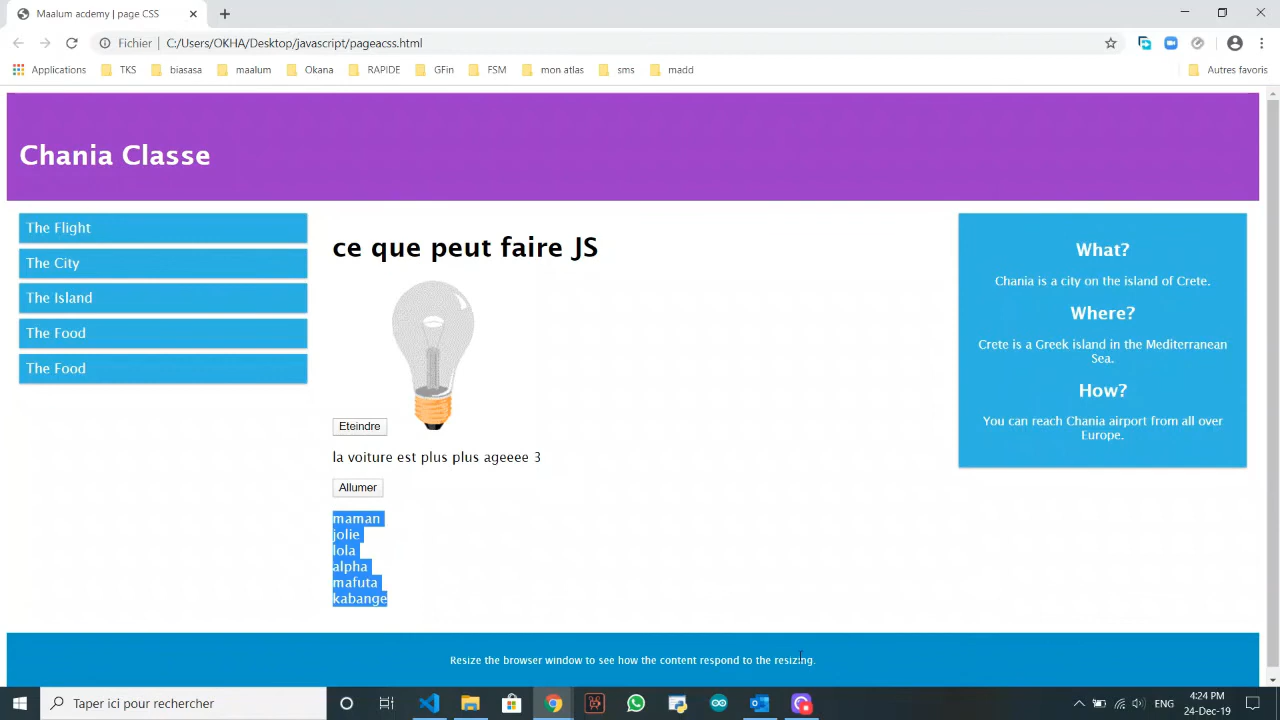 Maalum acdemy | page CSS
Fichier | C:/Users/OKHA/Desktop/javascript/pageacss.html
Applications TKS biasasa maalum Okana RAPIDE GFin FSM mon atlas sms madd Autres favoris
Chania Classe
The Flight
The City
The Island
The Food
The Food
ce que peut faire JS
Eteindre
la voiture est plus plus ageeee 3
Allumer
maman
jolie
lola
alpha
mafuta
kabange
What?
Chania is a city on the island of Crete.
Where?
Crete is a Greek island in the Mediterranean
Sea.
How?
You can reach Chania airport from all over
Europe.
Resize the browser window to see how the content respond to the resizing.
Tapez ici pour rechercher
ENG
4:24 PM
24-Dec-19